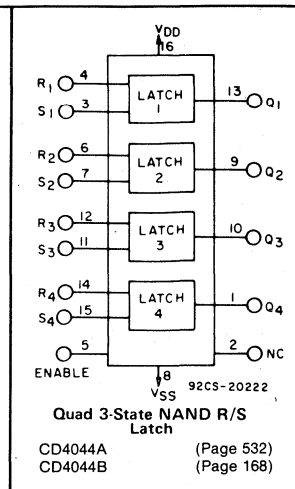 VDD
16
R1 4
S1 3
LATCH
1
13 Q1
R2 6
S2 7
LATCH
2
9 Q2
R3 12
S3 11
LATCH
3
10 Q3
R4 14
S4 15
LATCH
4
1 Q4
5
ENABLE
2 NC
8
VSS
92CS-20222
Quad 3-State NAND R/S
Latch
CD4044A (Page 532)
CD4044B (Page 168)